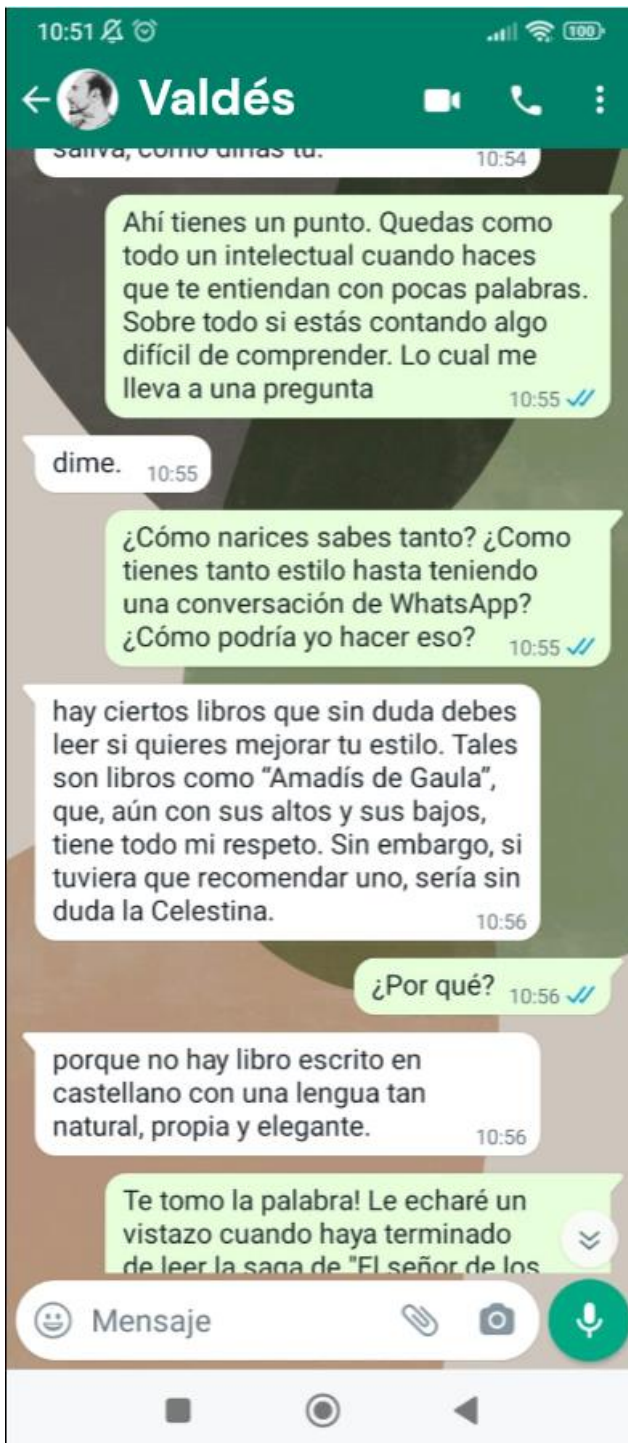 10:51
100
Valdés
saliva, como dirías tú.
10:54
Ahí tienes un punto. Quedas como
todo un intelectual cuando haces
que te entiendan con pocas palabras.
Sobre todo si estás contando algo
difícil de comprender. Lo cual me
lleva a una pregunta
10:55
dime.
10:55
¿Cómo narices sabes tanto? ¿Como
tienes tanto estilo hasta teniendo
una conversación de WhatsApp?
¿Cómo podría yo hacer eso?
10:55
hay ciertos libros que sin duda debes
leer si quieres mejorar tu estilo. Tales
son libros como “Amadís de Gaula”,
que, aún con sus altos y sus bajos,
tiene todo mi respeto. Sin embargo, si
tuviera que recomendar uno, sería sin
duda la Celestina.
10:56
¿Por qué?
10:56
porque no hay libro escrito en
castellano con una lengua tan
natural, propia y elegante.
10:56
Te tomo la palabra! Le echaré un
vistazo cuando haya terminado
de leer la saga de "El señor de los
Mensaje